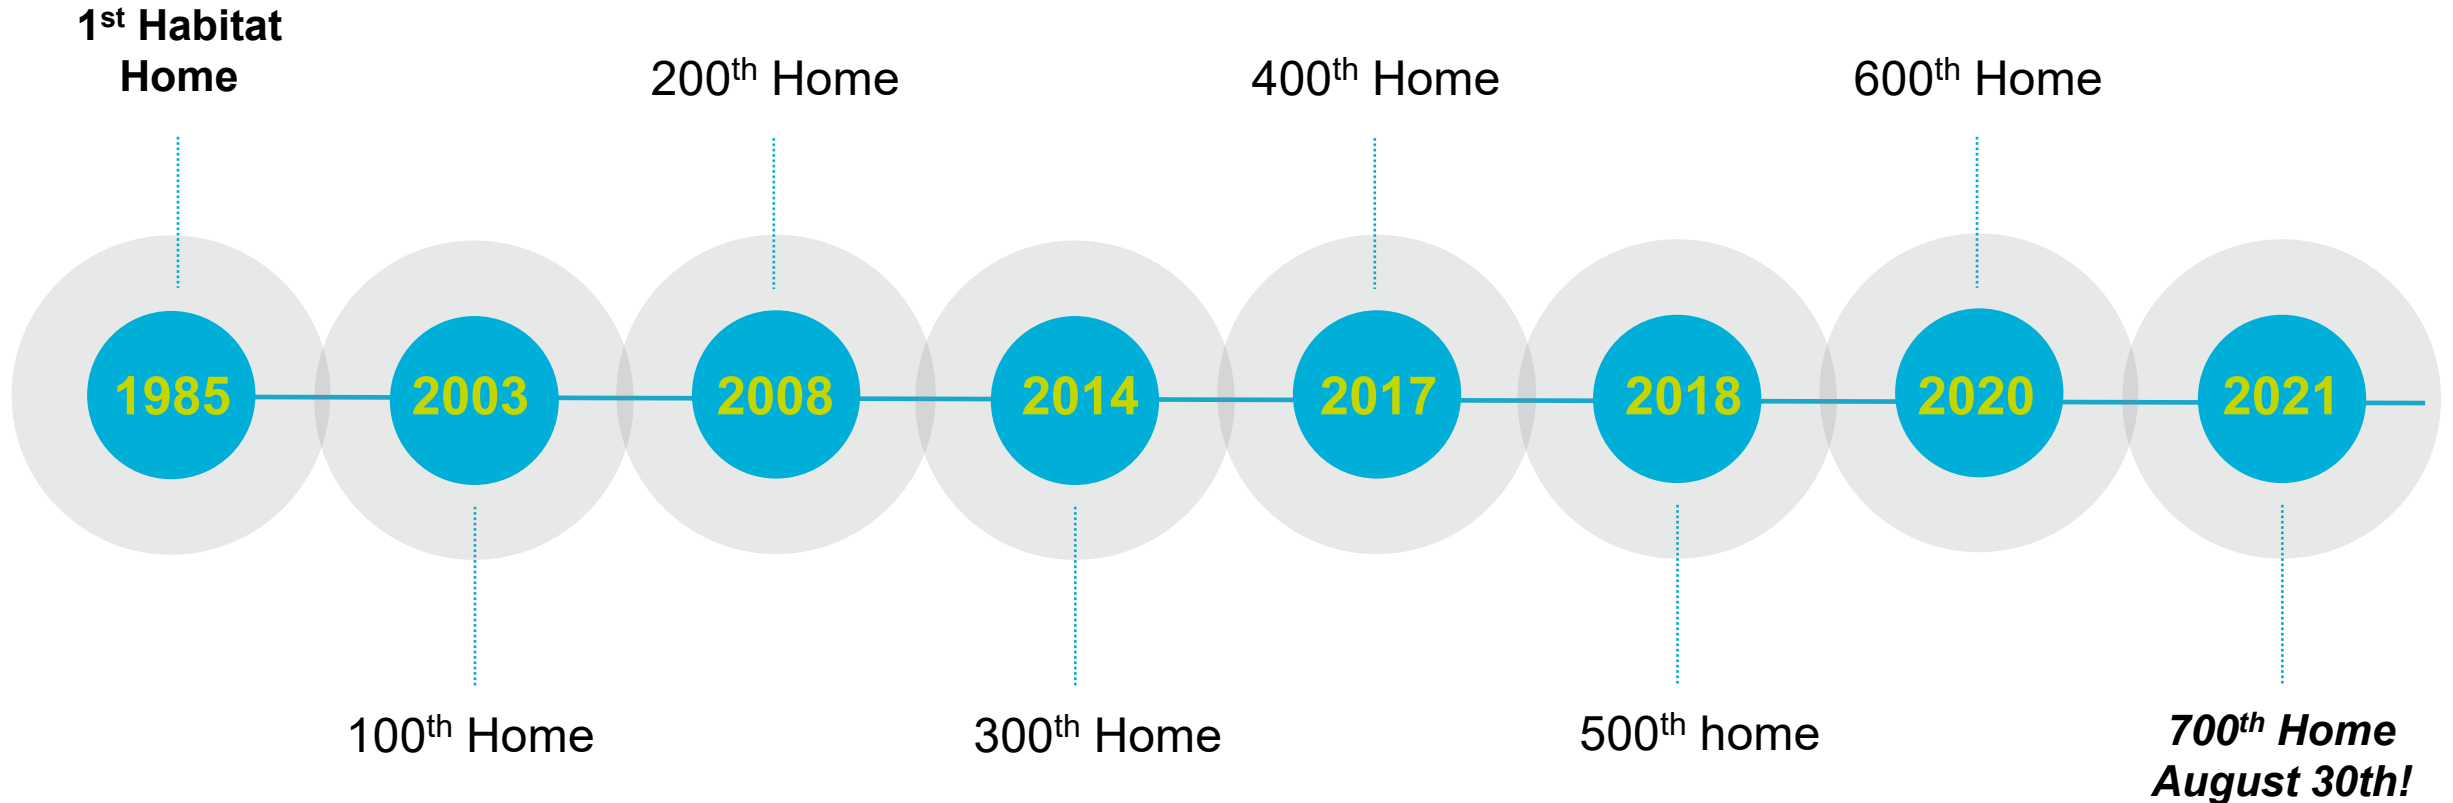 1st Habitat
Home
200th Home
400th Home
600th Home
1985
2003
2008
2014
2017
2018
2020
2021
100th Home
300th Home
500th home
700th Home
August 30th!